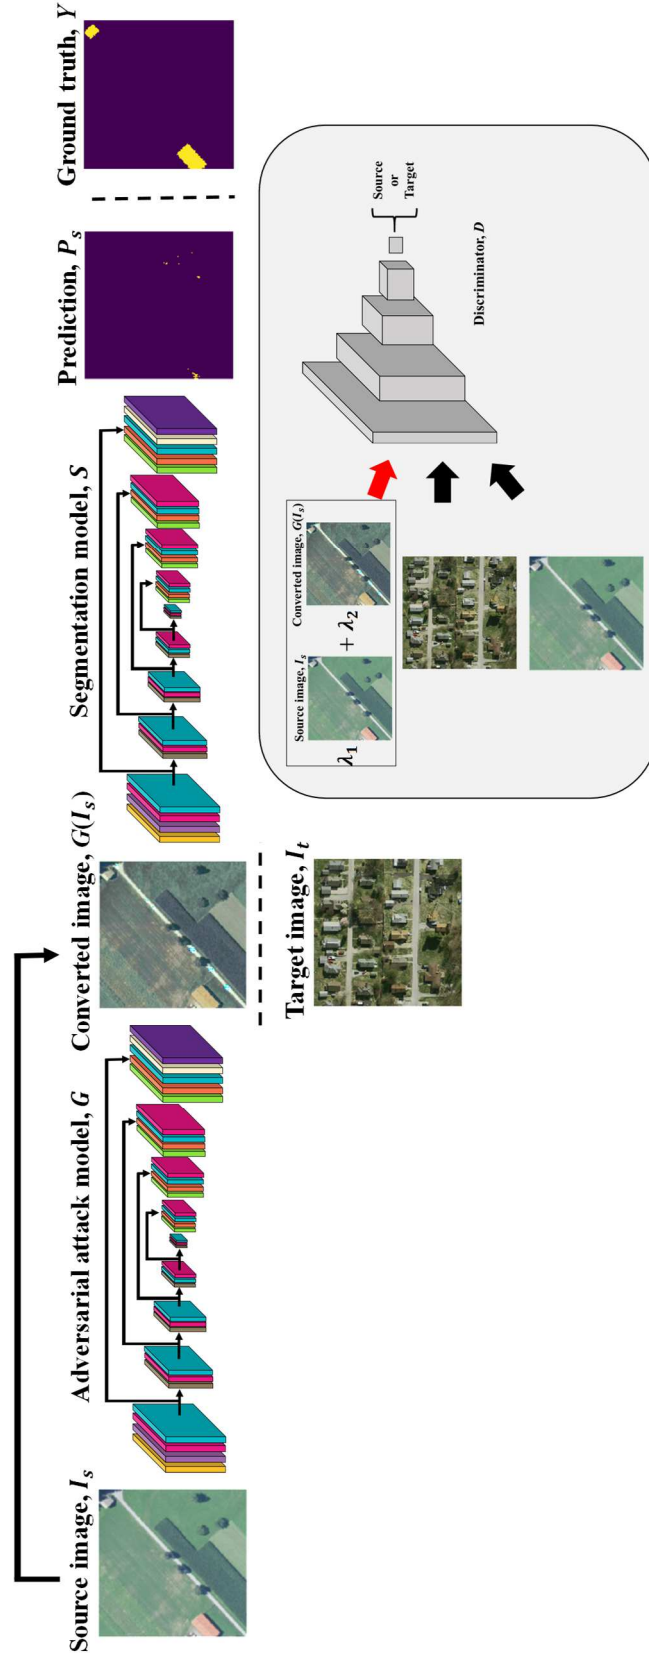 Source image, I_s
Adversarial attack model, G
Converted image, G(I_s)
Segmentation model, S
Prediction, P_s
Ground truth, Y
Target image, I_t
Source image, I_s
Converted image, G(I_s)
λ_1
+ λ_2
Discriminator, D
Source
or
Target